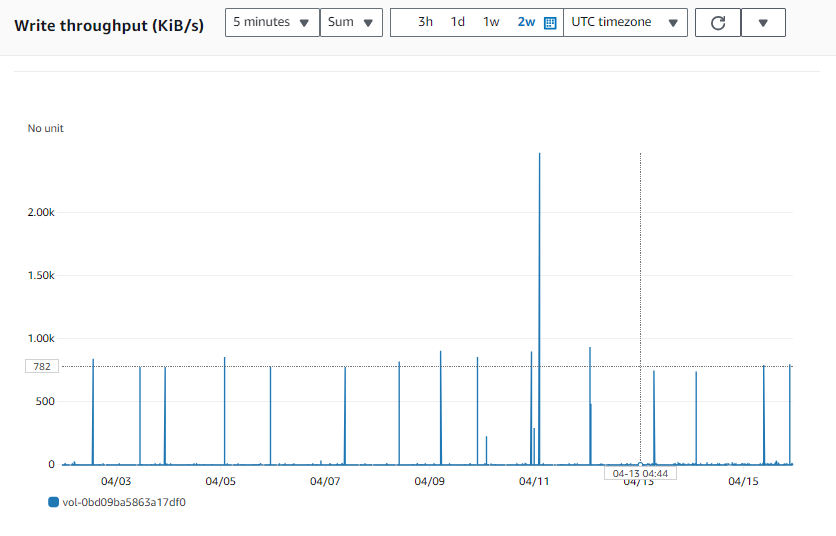 Write throughput (KiB/s)
5 minutes
Sum
3h 1d 1w 2w
UTC timezone
No unit
2.00k
1.50k
1.00k
782
500
0
04/03 04/05 04/07 04/09 04/11 04/13 04/15
04-13 04:44
vol-0bd09ba5863a17df0